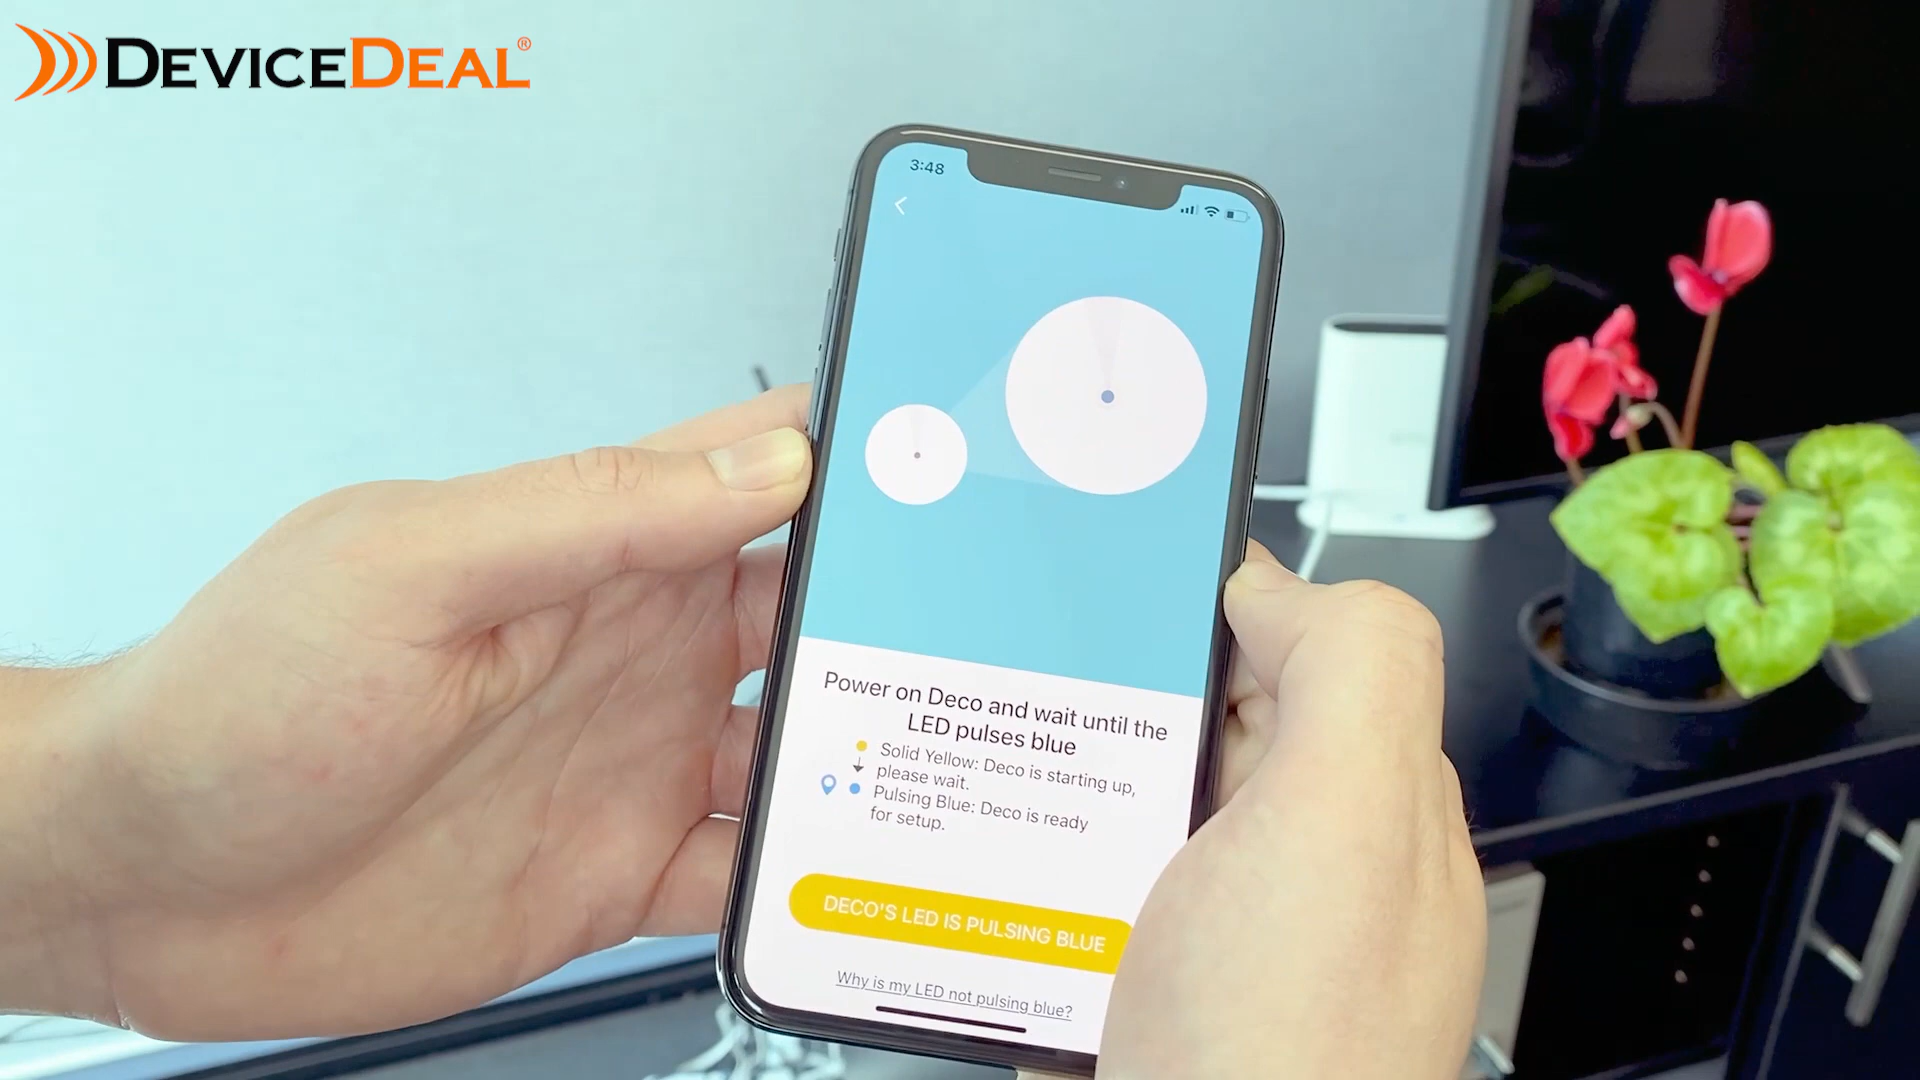 DEVICEDEAL®
3:48
Power on Deco and wait until the
LED pulses blue
Solid Yellow: Deco is starting up,
please wait.
Pulsing Blue: Deco is ready
for setup.
DECO'S LED IS PULSING BLUE
Why is my LED not pulsing blue?